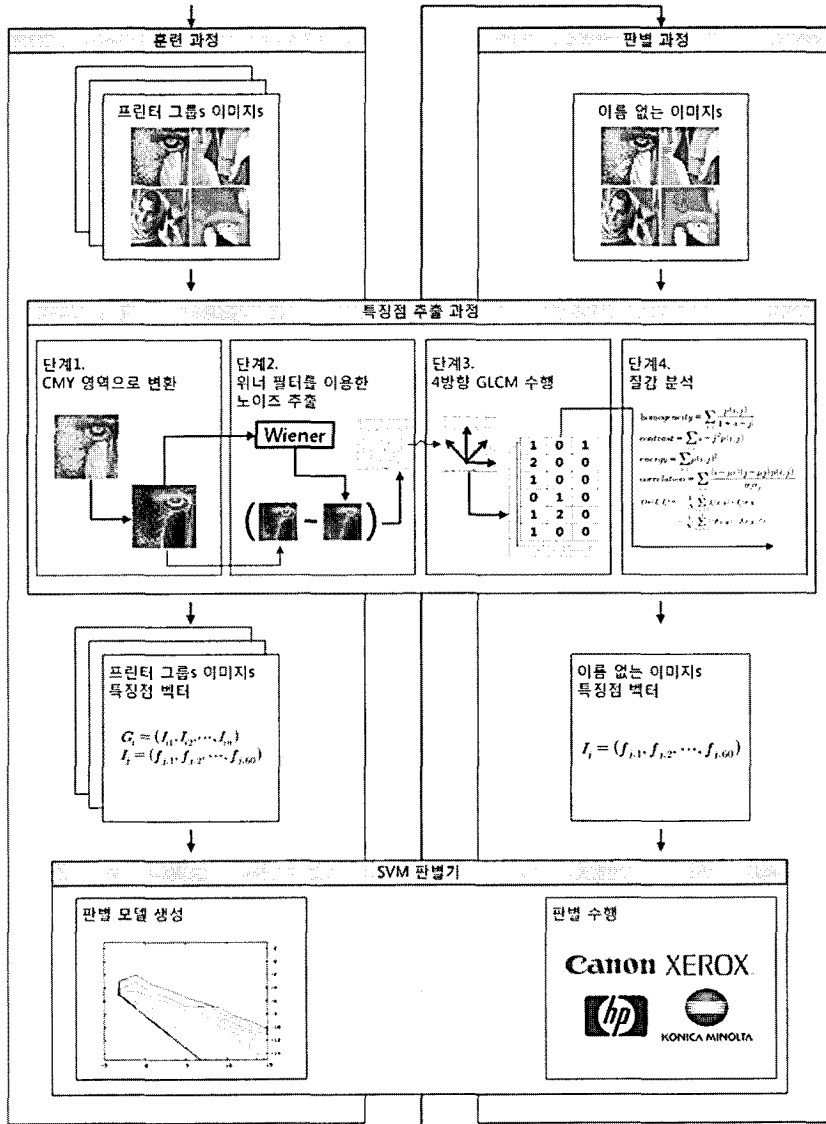 훈련 과정
판별 과정
프린터 그룹s 이미지s
이름 없는 이미지s
특징점 추출 과정
단계1.
CMY 영역으로 변환
단계2.
위너 필터를 이용한
노이즈 추출
Wiener
( - )
단계3.
4방향 GLCM 수행
1 0 1
2 0 0
1 0 0
0 1 0
1 2 0
1 0 0
단계4.
질감 분석
homogeneity = ∑
contrast = ∑
energy = ∑
correlation = ∑
프린터 그룹s 이미지s
특징점 벡터
이름 없는 이미지s
특징점 벡터
SVM 판별기
판별 모델 생성
판별 수행
Canon XEROX
hp
KONICA MINOLTA